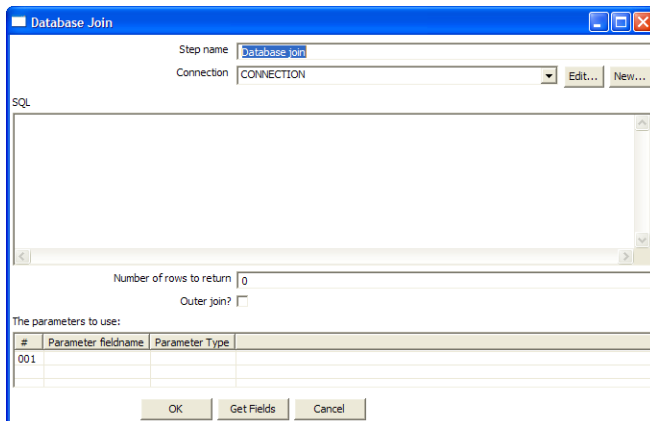 Database Join
Step name Database join
Connection CONNECTION Edit... New...
SQL
Number of rows to return 0
Outer join?
The parameters to use:
# Parameter fieldname Parameter Type
001
OK Get Fields Cancel